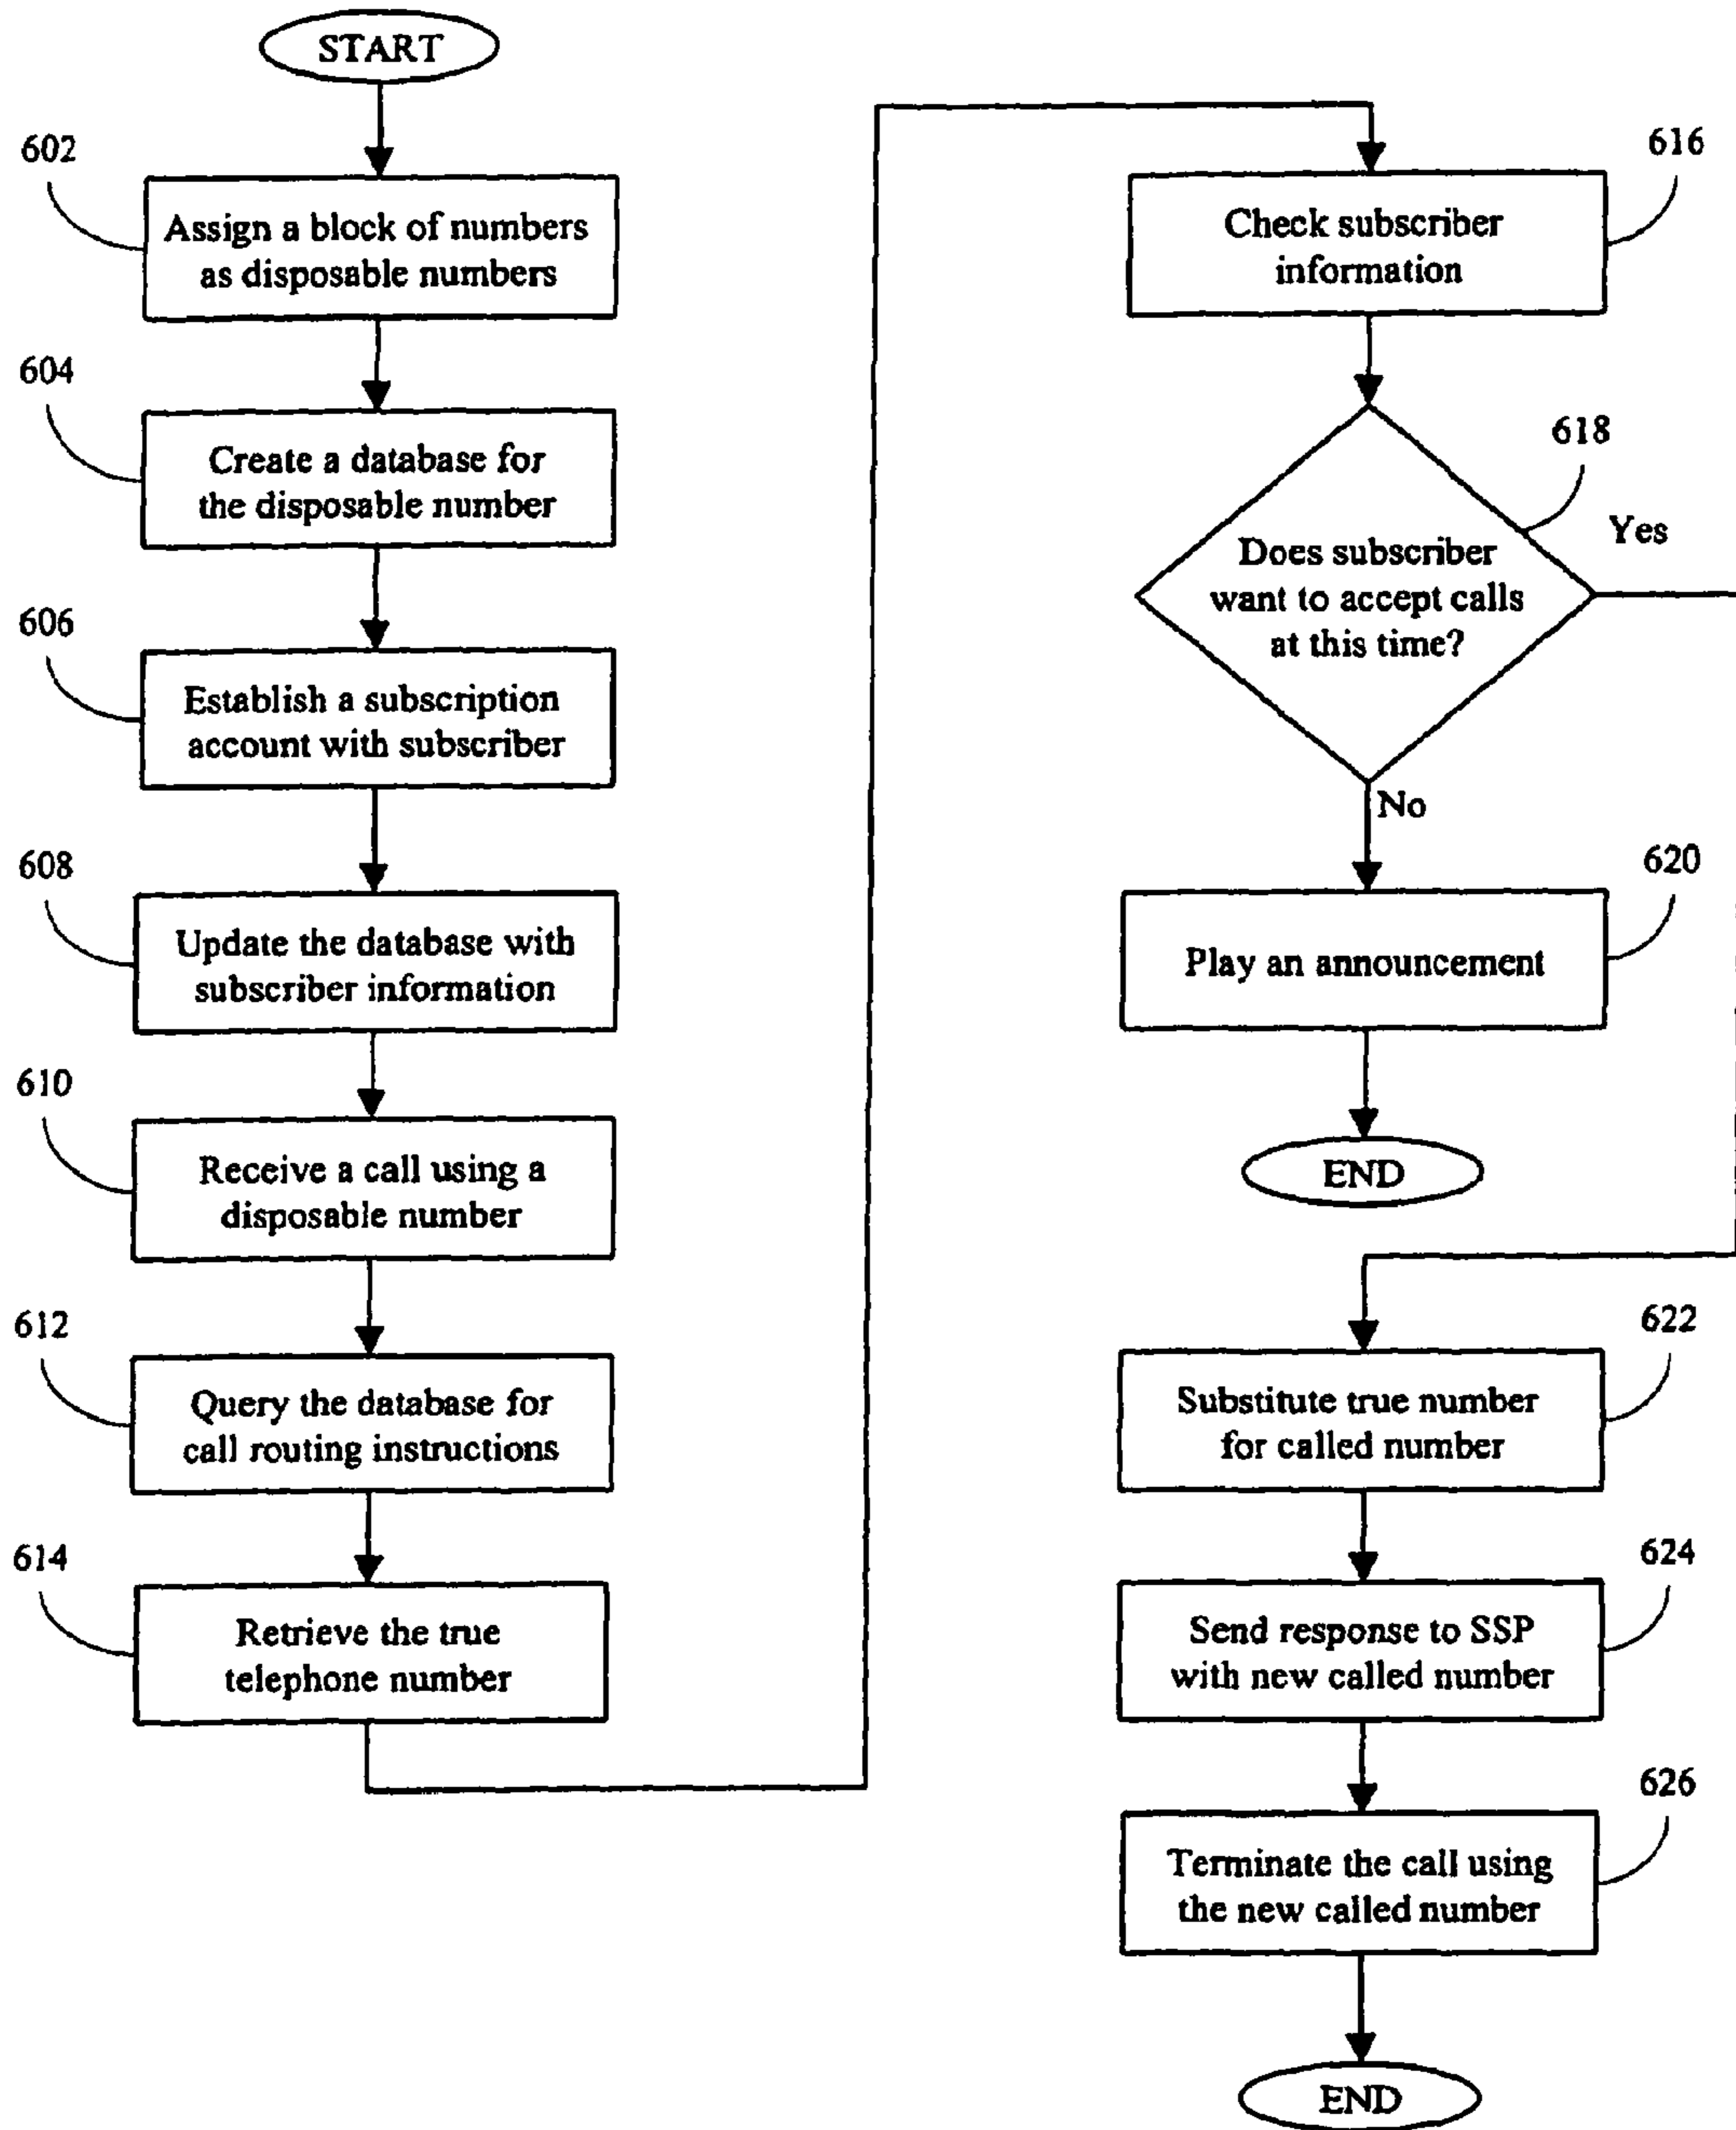 START
602
Assign a block of numbers
as disposable numbers
604
Create a database for
the disposable number
606
Establish a subscription
account with subscriber
608
Update the database with
subscriber information
610
Receive a call using a
disposable number
612
Query the database for
call routing instructions
614
Retrieve the true
telephone number
616
Check subscriber
information
618
Does subscriber
want to accept calls
at this time?
Yes
No
620
Play an announcement
END
622
Substitute true number
for called number
624
Send response to SSP
with new called number
626
Terminate the call using
the new called number
END